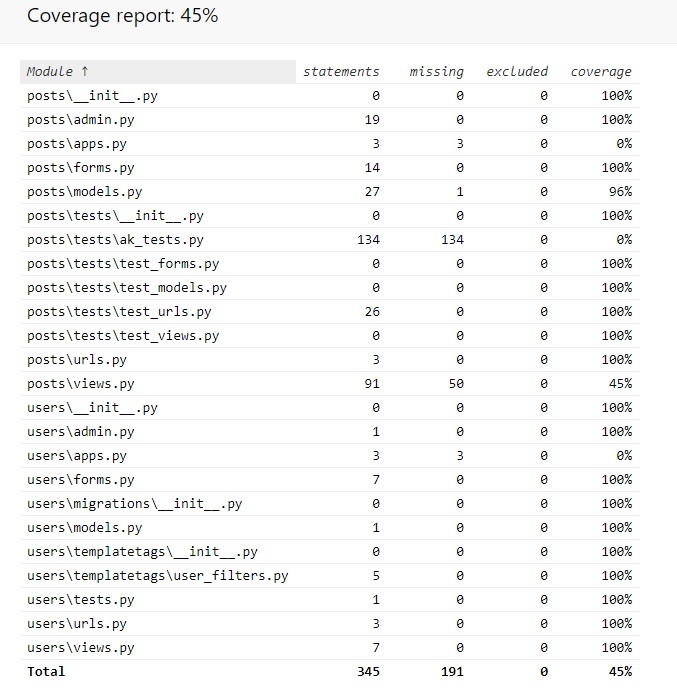 Coverage report: 45%
Module ↑ statements missing excluded coverage
posts\__init__.py 0 0 0 100%
posts\admin.py 19 0 0 100%
posts\apps.py 3 3 0 0%
posts\forms.py 14 0 0 100%
posts\models.py 27 1 0 96%
posts\tests\__init__.py 0 0 0 100%
posts\tests\ak_tests.py 134 134 0 0%
posts\tests\test_forms.py 0 0 0 100%
posts\tests\test_models.py 0 0 0 100%
posts\tests\test_urls.py 26 0 0 100%
posts\tests\test_views.py 0 0 0 100%
posts\urls.py 3 0 0 100%
posts\views.py 91 50 0 45%
users\__init__.py 0 0 0 100%
users\admin.py 1 0 0 100%
users\apps.py 3 3 0 0%
users\forms.py 7 0 0 100%
users\migrations\__init__.py 0 0 0 100%
users\models.py 1 0 0 100%
users\templatetags\__init__.py 0 0 0 100%
users\templatetags\user_filters.py 5 0 0 100%
users\tests.py 1 0 0 100%
users\urls.py 3 0 0 100%
users\views.py 7 0 0 100%
Total 345 191 0 45%